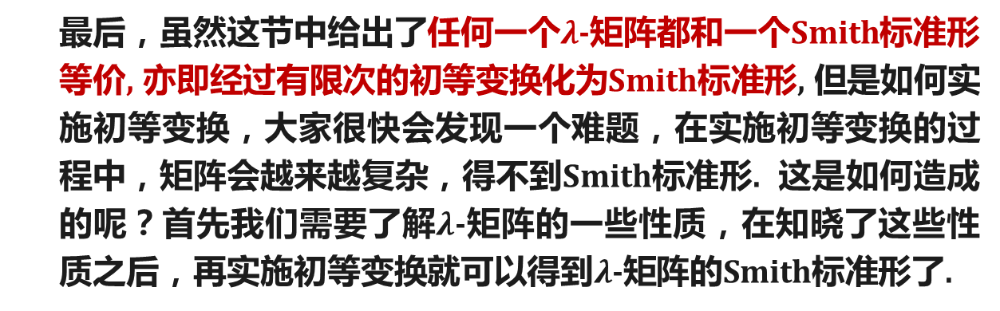 最后，虽然这节中给出了任何一个λ-矩阵都和一个Smith标准形
等价, 亦即经过有限次的初等变换化为Smith标准形, 但是如何实
施初等变换，大家很快会发现一个难题，在实施初等变换的过
程中，矩阵会越来越复杂，得不到Smith标准形. 这是如何造成
的呢？首先我们需要了解λ-矩阵的一些性质，在知晓了这些性
质之后，再实施初等变换就可以得到λ-矩阵的Smith标准形了.